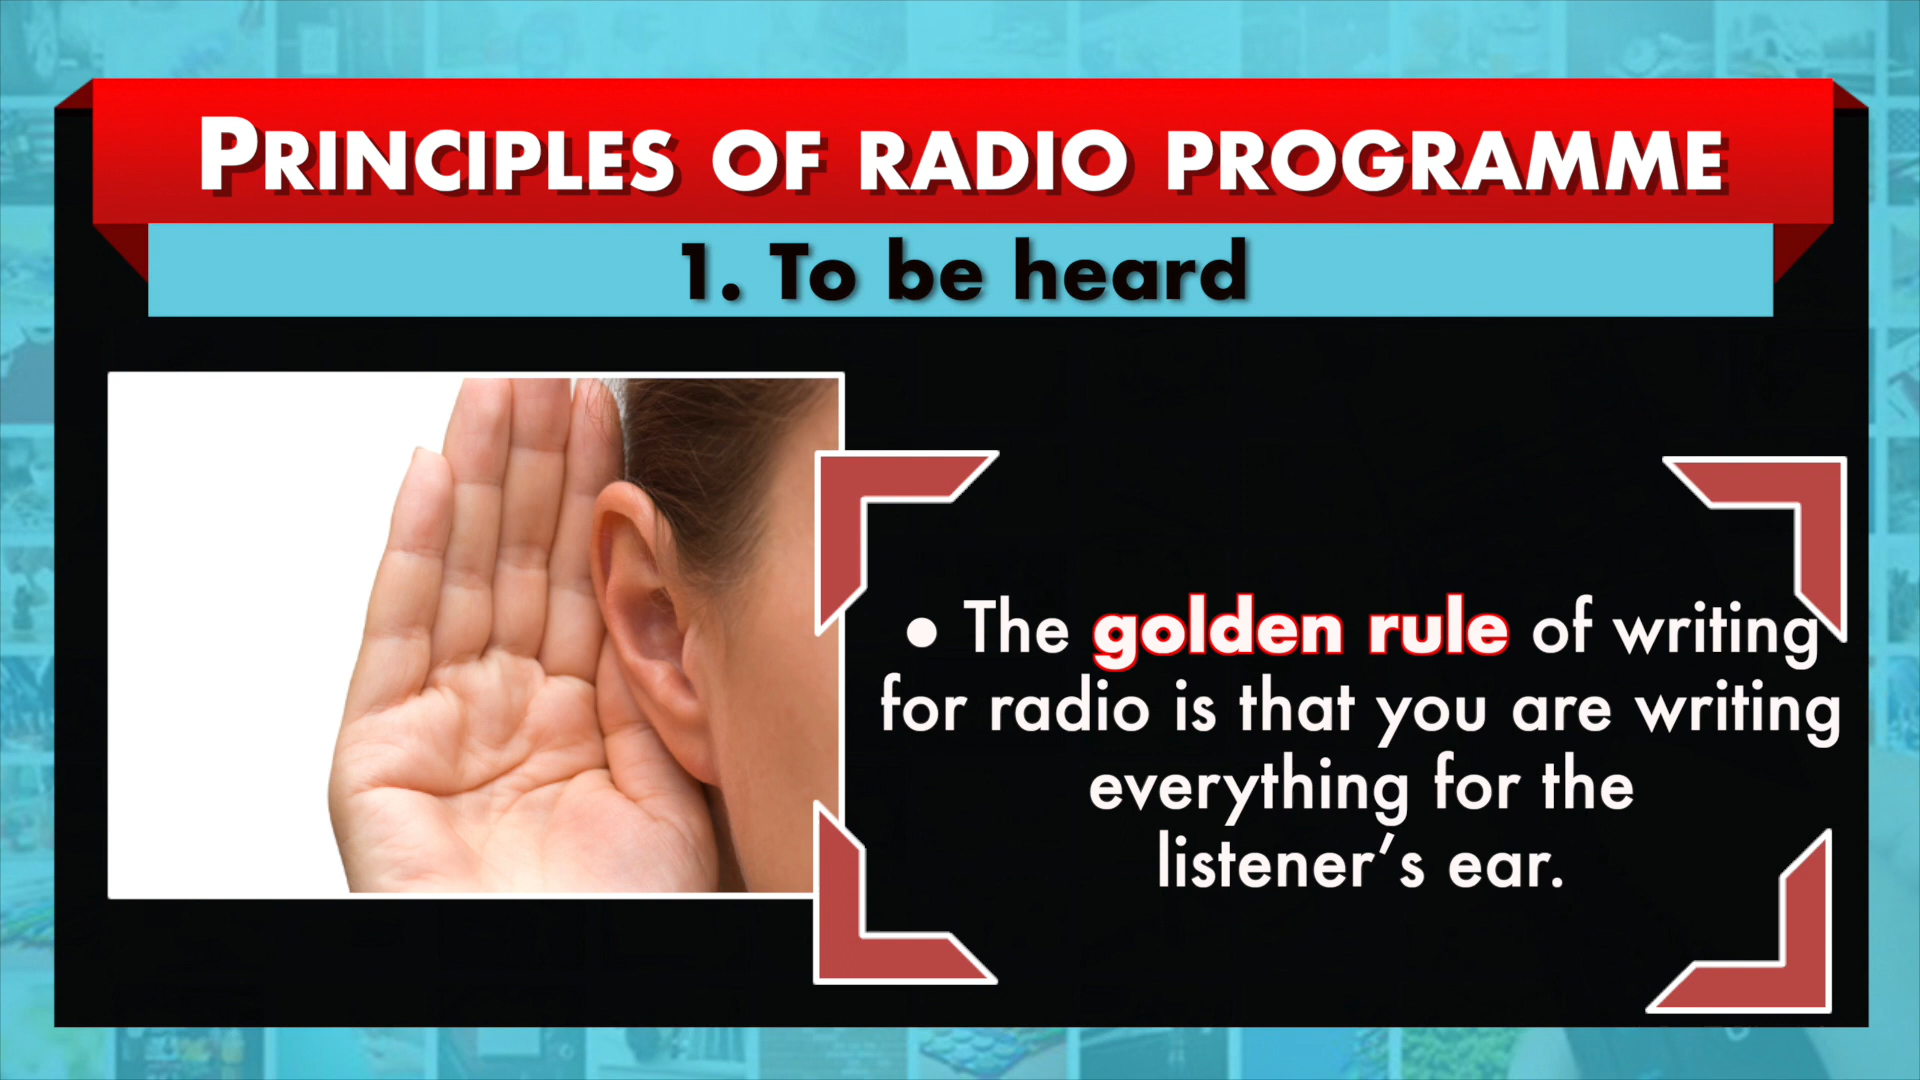 PRINCIPLES OF RADIO PROGRAMME
1. To be heard
• The golden rule of writing
for radio is that you are writing
everything for the
listener’s ear.